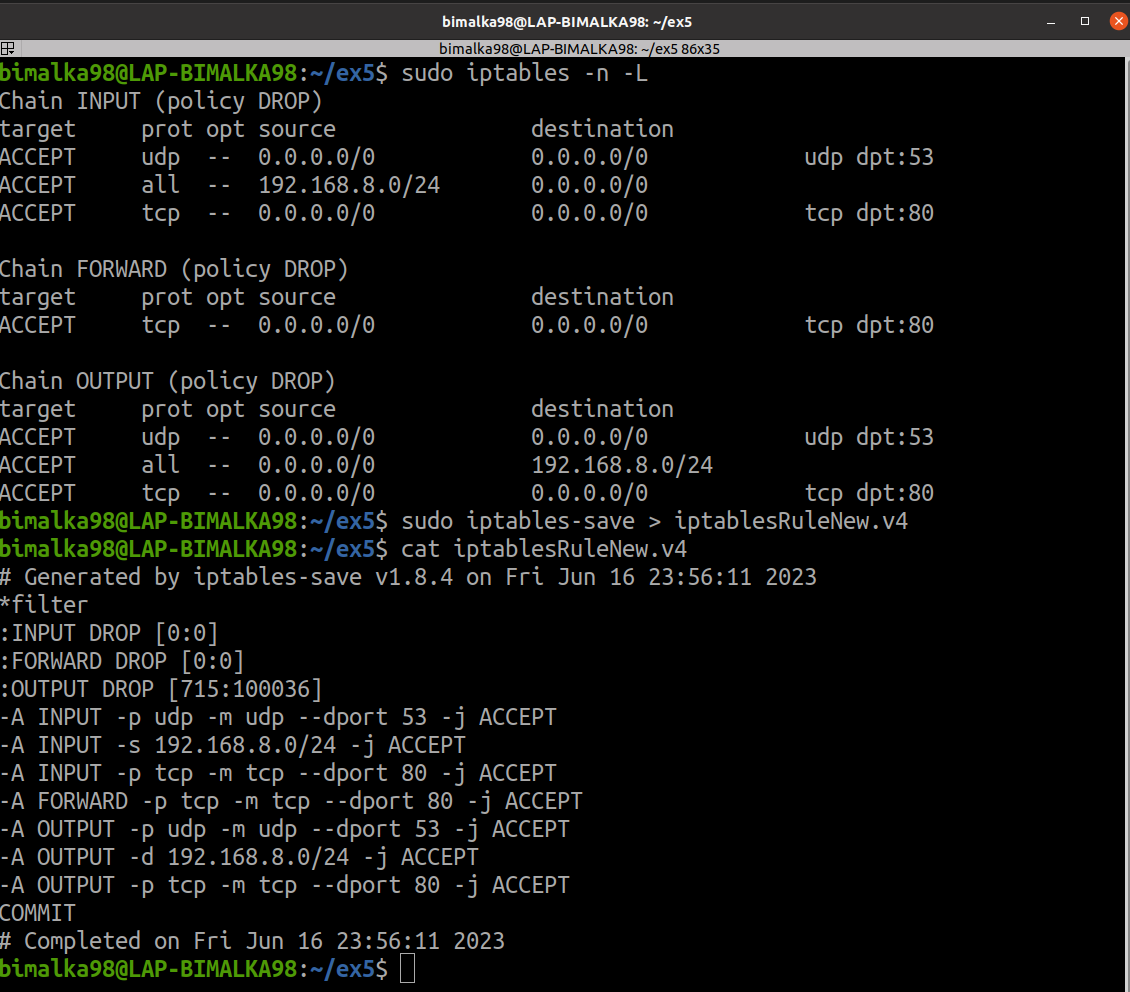 bimalka98@LAP-BIMALKA98: ~/ex5
bimalka98@LAP-BIMALKA98: ~/ex5 86x35
bimalka98@LAP-BIMALKA98:~/ex5$ sudo iptables -n -L
Chain INPUT (policy DROP)
target     prot opt source               destination
ACCEPT     udp  --  0.0.0.0/0            0.0.0.0/0            udp dpt:53
ACCEPT     all  --  192.168.8.0/24       0.0.0.0/0
ACCEPT     tcp  --  0.0.0.0/0            0.0.0.0/0            tcp dpt:80
Chain FORWARD (policy DROP)
target     prot opt source               destination
ACCEPT     tcp  --  0.0.0.0/0            0.0.0.0/0            tcp dpt:80
Chain OUTPUT (policy DROP)
target     prot opt source               destination
ACCEPT     udp  --  0.0.0.0/0            0.0.0.0/0            udp dpt:53
ACCEPT     all  --  0.0.0.0/0            192.168.8.0/24
ACCEPT     tcp  --  0.0.0.0/0            0.0.0.0/0            tcp dpt:80
bimalka98@LAP-BIMALKA98:~/ex5$ sudo iptables-save > iptablesRuleNew.v4
bimalka98@LAP-BIMALKA98:~/ex5$ cat iptablesRuleNew.v4
# Generated by iptables-save v1.8.4 on Fri Jun 16 23:56:11 2023
*filter
:INPUT DROP [0:0]
:FORWARD DROP [0:0]
:OUTPUT DROP [715:100036]
-A INPUT -p udp -m udp --dport 53 -j ACCEPT
-A INPUT -s 192.168.8.0/24 -j ACCEPT
-A INPUT -p tcp -m tcp --dport 80 -j ACCEPT
-A FORWARD -p tcp -m tcp --dport 80 -j ACCEPT
-A OUTPUT -p udp -m udp --dport 53 -j ACCEPT
-A OUTPUT -d 192.168.8.0/24 -j ACCEPT
-A OUTPUT -p tcp -m tcp --dport 80 -j ACCEPT
COMMIT
# Completed on Fri Jun 16 23:56:11 2023
bimalka98@LAP-BIMALKA98:~/ex5$